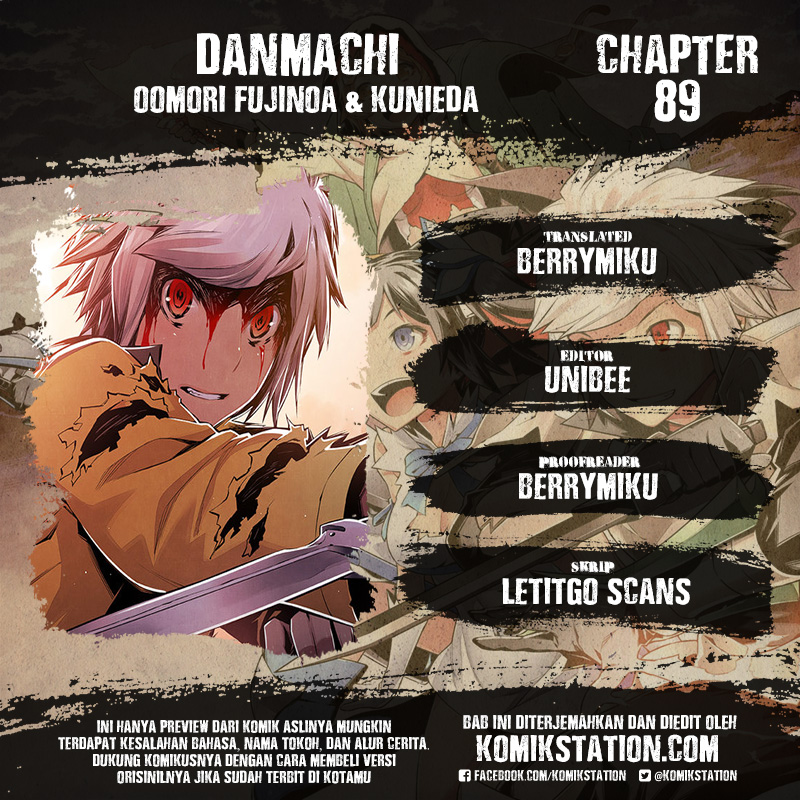 DANMACHI
OOMORI FUJINOA & KUNIEDA
CHAPTER
89
TRANSLATED
BERRYMIKU
EDITOR
UNIBEE
PROOFREADER
BERRYMIKU
SKRIP
LETITGO SCANS
INI HANYA PREVIEW DARI KOMIK ASLINYA MUNGKIN
TERDAPAT KESALAHAN BAHASA, NAMA TOKOH, DAN ALUR CERITA.
DUKUNG KOMIKUSNYA DENGAN CARA MEMBELI VERSI
ORISINILNYA JIKA SUDAH TERBIT DI KOTAMU
BAB INI DITERJEMAHKAN DAN DIEDIT OLEH
KOMIKSTATION.COM
FACEBOOK.COM/KOMIKSTATION @KOMIKSTATION